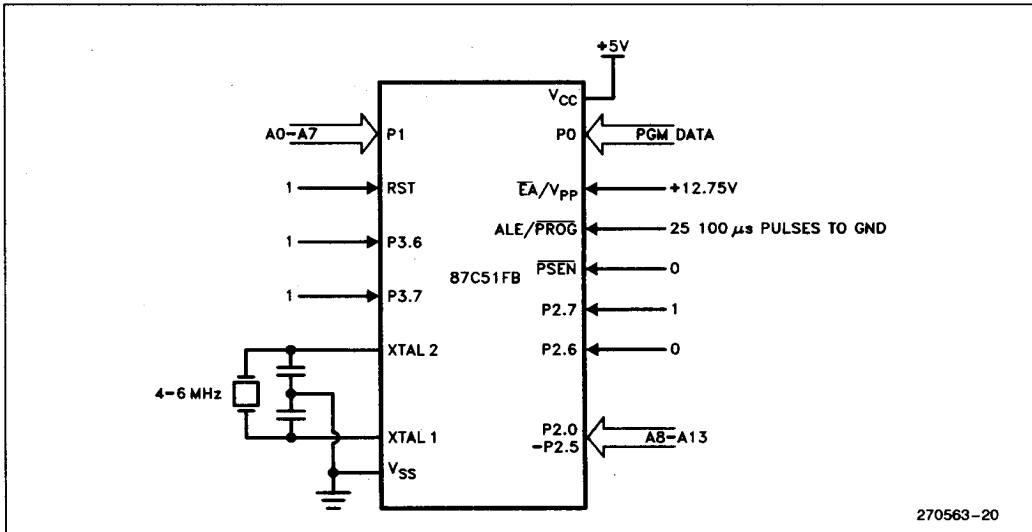 +5V
VCC
A0-A7 P1 P0 PGM DATA
1 RST EA/VPP +12.75V
ALE/PROG 25 100 µs PULSES TO GND
1 P3.6 PSEN 0
87C51FB
1 P3.7 P2.7 1
XTAL 2 P2.6 0
4-6 MHz
XTAL 1 P2.0 -P2.5 A8-A13
VSS
270563-20